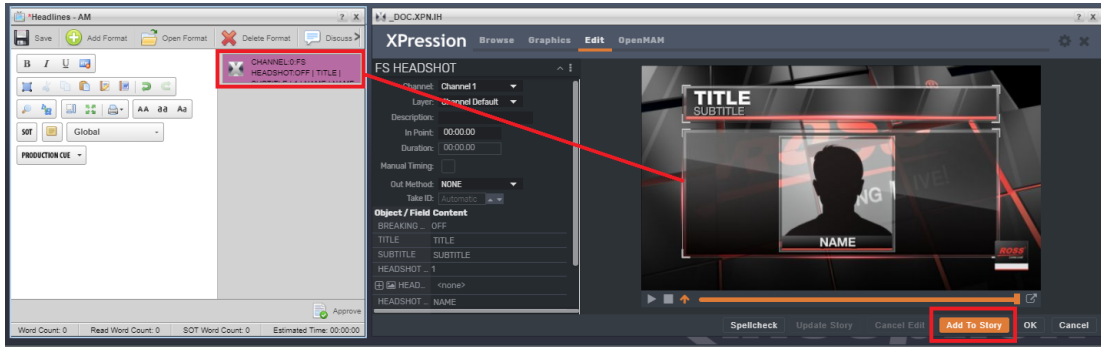 *Headlines - AM
? X
Save
Add Format
Open Format
Delete Format
Discuss >
B I U
AA aa Aa
SOT
Global
PRODUCTION CUE
CHANNEL:0:FS
HEADSHOT:OFF | TITLE |
Approve
Word Count: 0
Read Word Count: 0
SOT Word Count: 0
Estimated Time: 00:00:00
_DOC.XPN.IH
? X
XPression
Browse
Graphics
Edit
OpenMAM
FS HEADSHOT
Channel: Channel 1
Layer: Channel Default
Description:
In Point: 00:00.00
Duration: 00:00.00
Manual Timing:
Out Method: NONE
Take ID: Automatic
Object / Field Content
BREAKING ... OFF
TITLE TITLE
SUBTITLE SUBTITLE
HEADSHOT ... 1
HEAD... <none>
HEADSHOT ... NAME
TITLE
SUBTITLE
NAME
ROSS
Spellcheck
Update Story
Cancel Edit
Add To Story
OK
Cancel